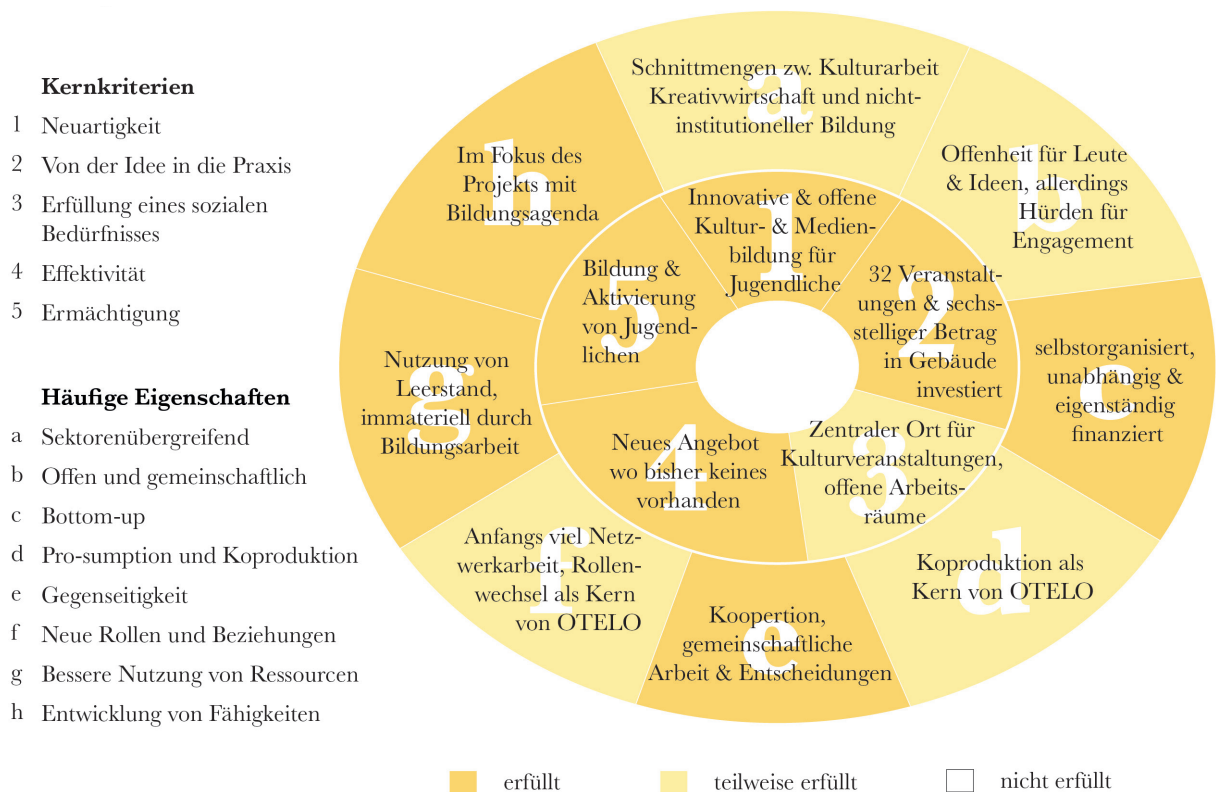 Kernkriterien
1 Neuartigkeit
2 Von der Idee in die Praxis
3 Erfüllung eines sozialen
Bedürfnisses
4 Effektivität
5 Ermächtigung
Häufige Eigenschaften
a Sektorenübergreifend
b Offen und gemeinschaftlich
c Bottom-up
d Pro-sumption und Koproduktion
e Gegenseitigkeit
f Neue Rollen und Beziehungen
g Bessere Nutzung von Ressourcen
h Entwicklung von Fähigkeiten
a
Schnittmengen zw. Kulturarbeit
Kreativwirtschaft und nicht-
institutioneller Bildung
b
Offenheit für Leute
& Ideen, allerdings
Hürden für
Engagement
c
selbstorganisiert,
unabhängig &
eigenständig
finanziert
d
Koproduktion als
Kern von OTELO
e
Koopertion,
gemeinschaftliche
Arbeit & Entscheidungen
f
Anfangs viel Netz-
werkarbeit, Rollen-
wechsel als Kern
von OTELO
g
Nutzung von
Leerstand,
immateriell durch
Bildungsarbeit
h
Im Fokus des
Projekts mit
Bildungsagenda
1
Innovative & offene
Kultur- & Medien-
bildung für
Jugendliche
2
32 Veranstalt-
ungen & sechs-
stelliger Betrag
in Gebäude
investiert
3
Zentraler Ort für
Kulturveranstaltungen,
offene Arbeits-
räume
4
Neues Angebot
wo bisher keines
vorhanden
5
Bildung &
Aktivierung
von Jugend-
lichen
erfüllt
teilweise erfüllt
nicht erfüllt